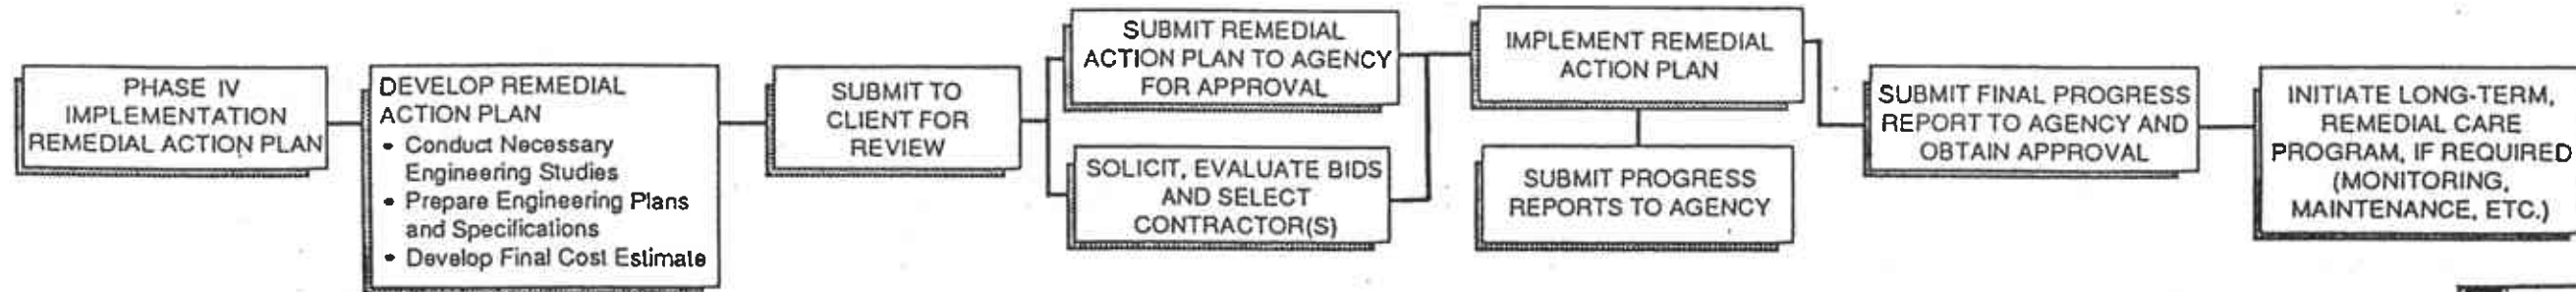 PHASE IV
IMPLEMENTATION
REMEDIAL ACTION PLAN
DEVELOP REMEDIAL
ACTION PLAN
• Conduct Necessary
Engineering Studies
• Prepare Engineering Plans
and Specifications
• Develop Final Cost Estimate
SUBMIT TO
CLIENT FOR
REVIEW
SUBMIT REMEDIAL
ACTION PLAN TO AGENCY
FOR APPROVAL
SOLICIT, EVALUATE BIDS
AND SELECT
CONTRACTOR(S)
IMPLEMENT REMEDIAL
ACTION PLAN
SUBMIT PROGRESS
REPORTS TO AGENCY
SUBMIT FINAL PROGRESS
REPORT TO AGENCY AND
OBTAIN APPROVAL
INITIATE LONG-TERM,
REMEDIAL CARE
PROGRAM, IF REQUIRED
(MONITORING,
MAINTENANCE, ETC.)